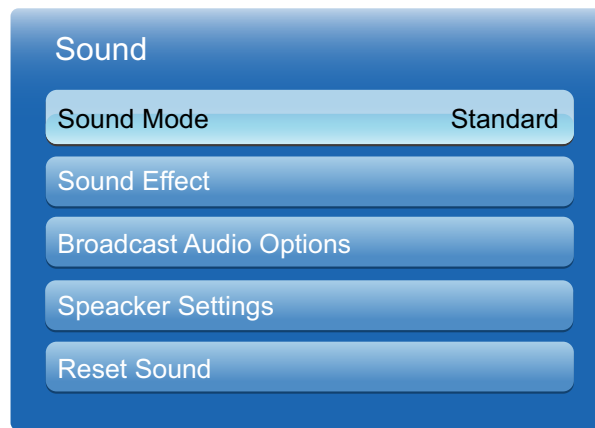 Sound
Sound Mode Standard
Sound Effect
Broadcast Audio Options
Speacker Settings
Reset Sound